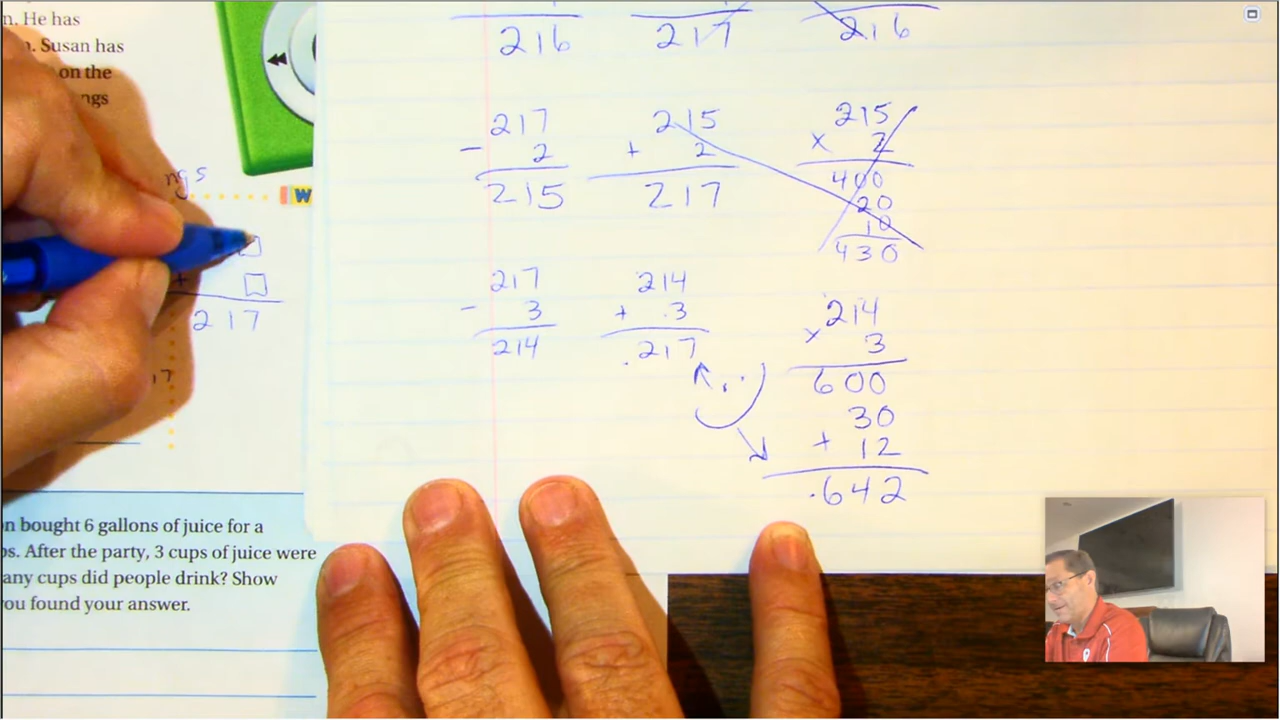 n. He has
. Susan has
on the
ngs
ngs
W
+
217
216
217
216
217
- 2
215
215
+ 2
217
215
x 2
400
20
10
430
217
- 3
214
214
+ .3
.217
214
x 3
600
30
+ 12
.642
n bought 6 gallons of juice for a
ps. After the party, 3 cups of juice were
any cups did people drink? Show
ou found your answer.